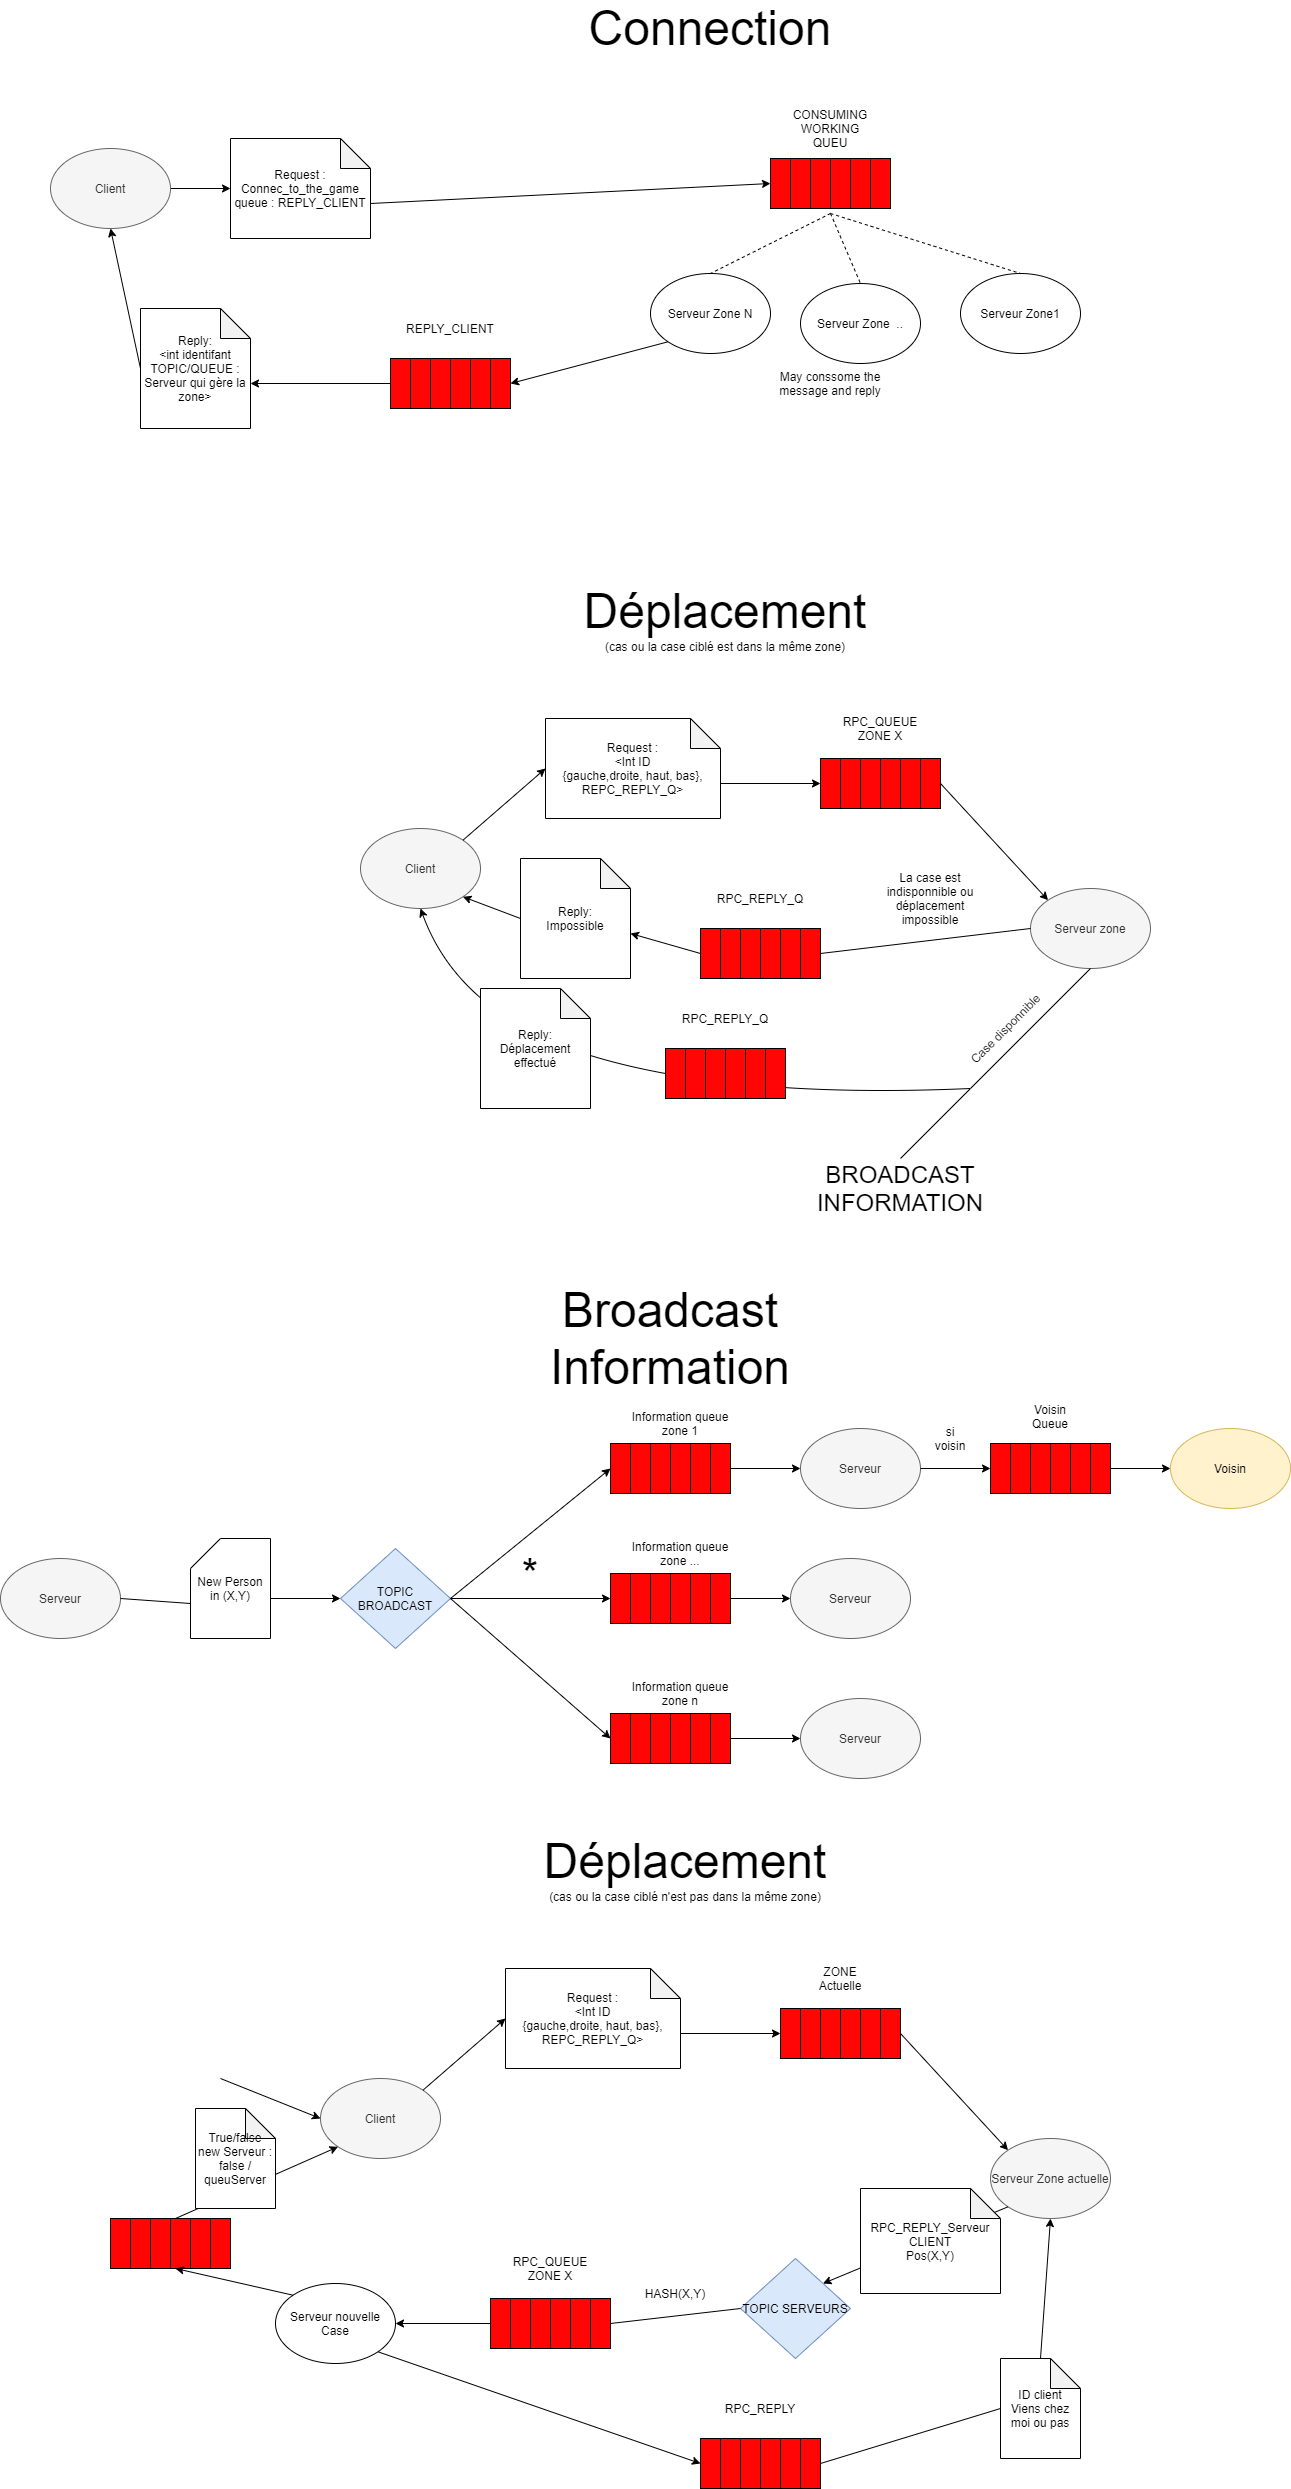 Connection
CONSUMING
WORKING
QUEU
Client
Request :
Connec_to_the_game
queue : REPLY_CLIENT
Serveur Zone N
Serveur Zone  ..
Serveur Zone1
May conssome the
message and reply
REPLY_CLIENT
Reply:
<int identifant
TOPIC/QUEUE :
Serveur qui gère la
zone>
Déplacement
(cas ou la case ciblé est dans la même zone)
Request :
<Int ID
{gauche,droite, haut, bas},
REPC_REPLY_Q>
RPC_QUEUE
ZONE X
Client
Reply:
Impossible
RPC_REPLY_Q
La case est
indisponnible ou
déplacement
impossible
Serveur zone
Reply:
Déplacement
effectué
RPC_REPLY_Q
Case disponnible
BROADCAST
INFORMATION
Broadcast
Information
Information queue
zone 1
Serveur
si
voisin
Voisin
Queue
Voisin
Serveur
New Person
in (X,Y)
TOPIC
BROADCAST
*
Information queue
zone ...
Serveur
Information queue
zone n
Serveur
Déplacement
(cas ou la case ciblé n'est pas dans la même zone)
Request :
<Int ID
{gauche,droite, haut, bas},
REPC_REPLY_Q>
ZONE
Actuelle
Client
True/false
new Serveur :
false /
queuServer
Serveur Zone actuelle
RPC_REPLY_Serveur
CLIENT
Pos(X,Y)
RPC_QUEUE
ZONE X
HASH(X,Y)
TOPIC SERVEURS
Serveur nouvelle
Case
RPC_REPLY
ID client
Viens chez
moi ou pas